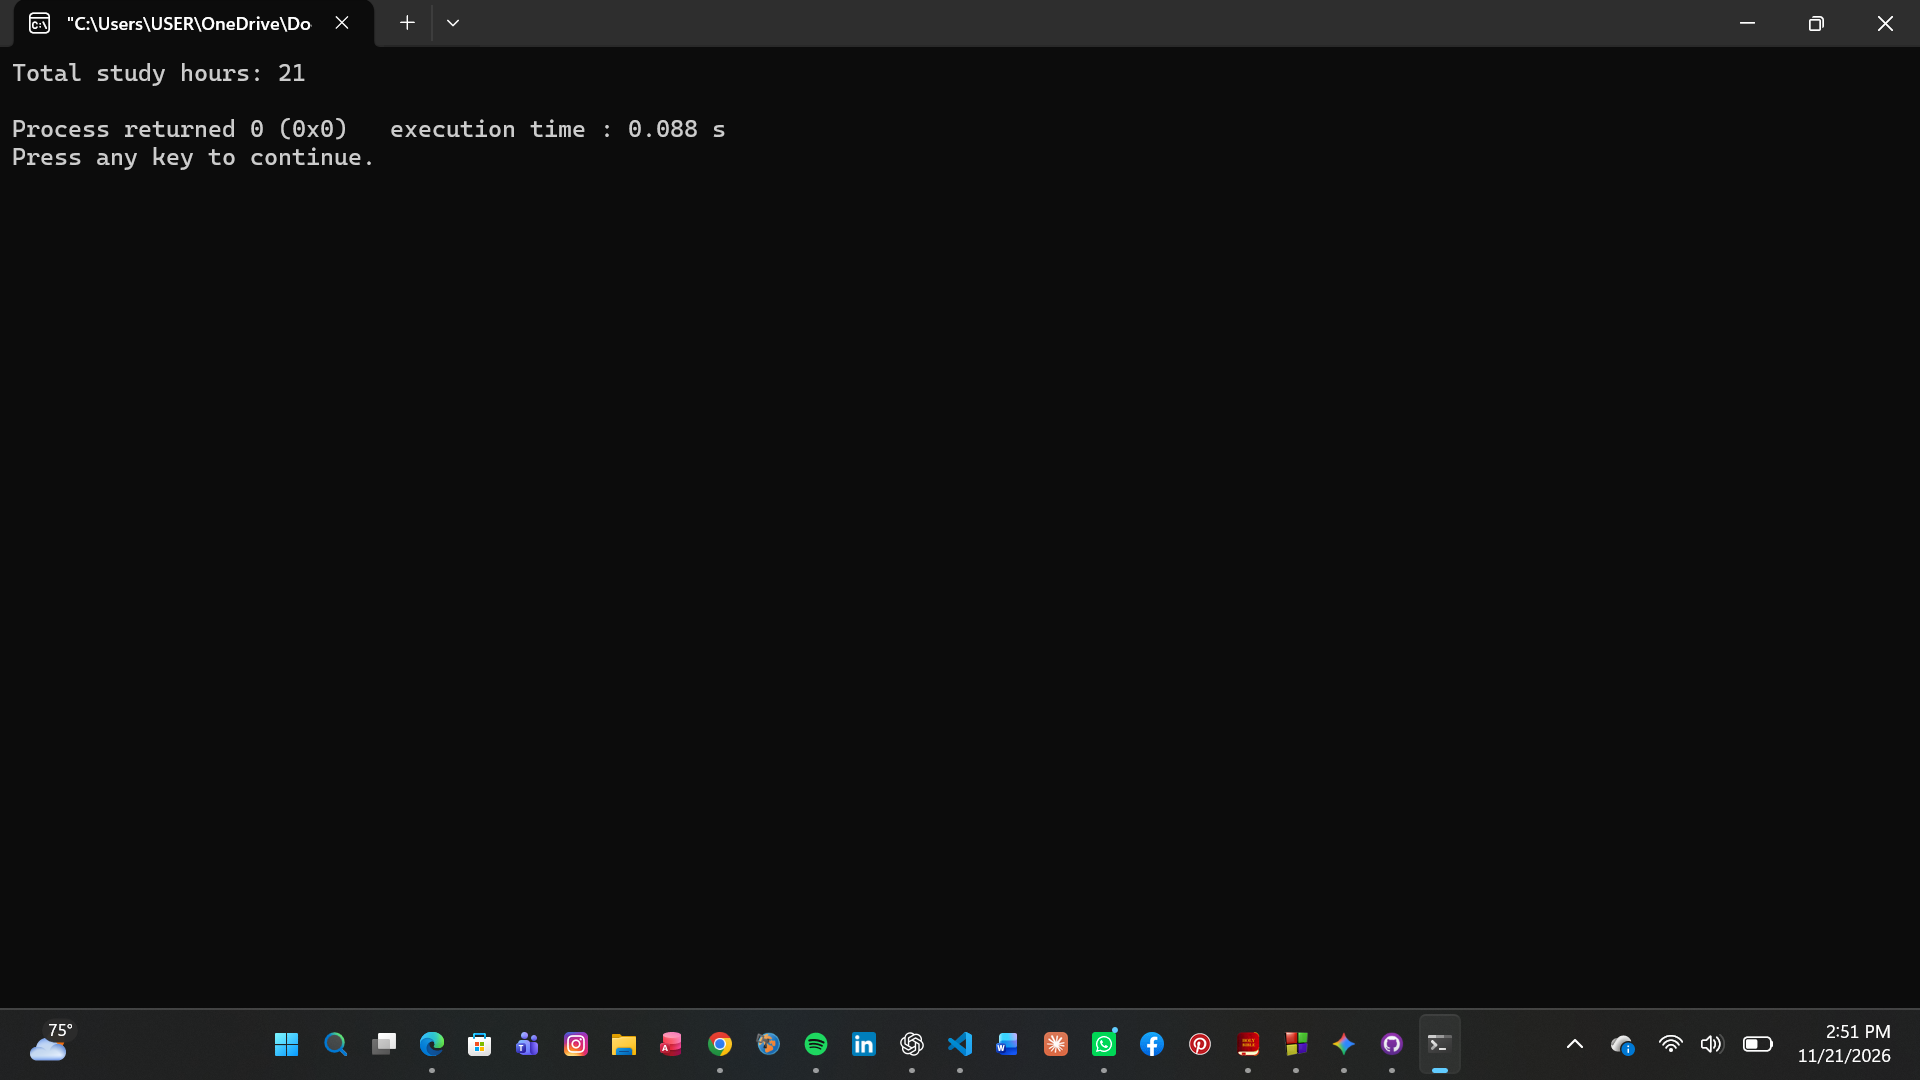 "C:\Users\USER\OneDrive\Do
Total study hours: 21
Process returned 0 (0x0)   execution time : 0.088 s
Press any key to continue.
75°
2:51 PM
11/21/2026